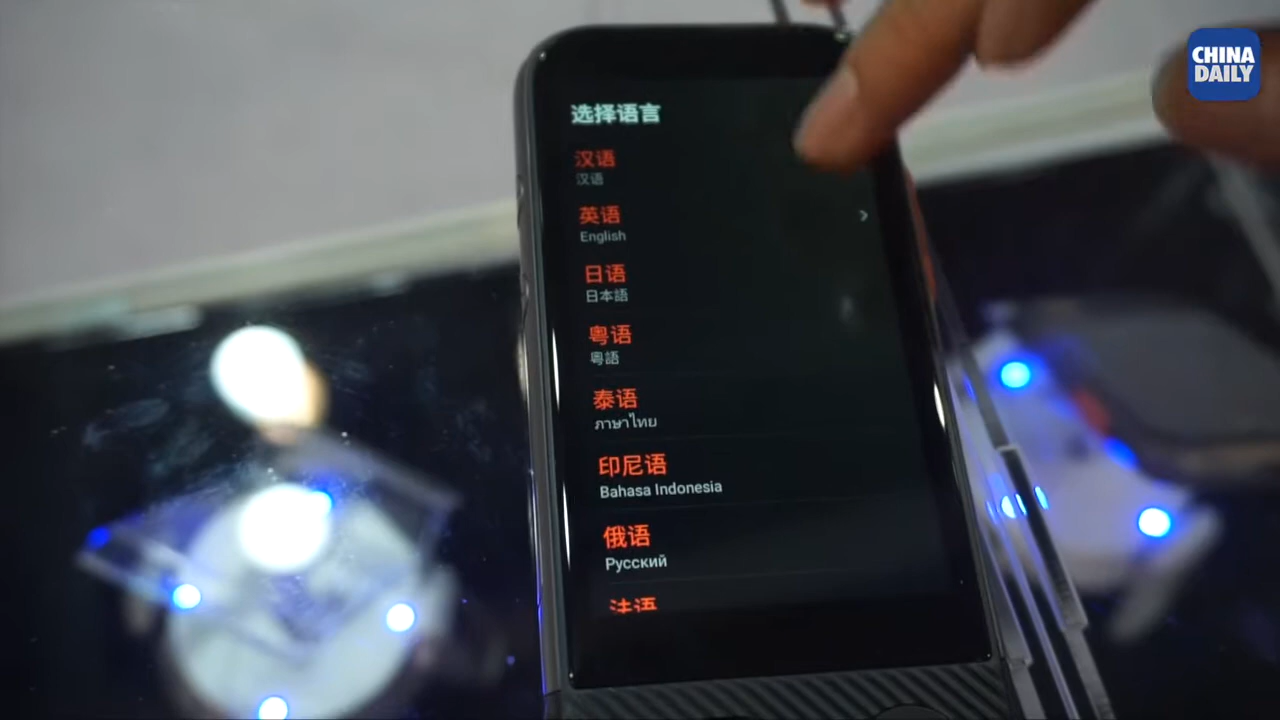 CHINA
DAILY
选择语言
汉语
汉语
英语
English
日语
日本語
粤语
粵語
泰语
ภาษาไทย
印尼语
Bahasa Indonesia
俄语
Русский
法语